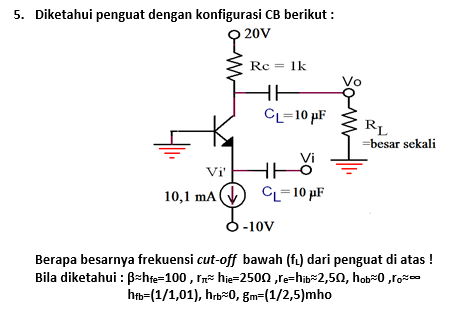 5. Diketahui penguat dengan konfigurasi CB berikut :
20V
Rc = 1k
Vo
CL=10 µF
RL
=besar sekali
Vi
Vi'
10,1 mA
CL=10 µF
-10V
Berapa besarnya frekuensi cut-off bawah (fL) dari penguat di atas !
Bila diketahui : β≈hfe=100 , rπ≈ hie=250Ω ,re=hib≈2,5Ω, hob≈0 ,ro≈∞
hfb=(1/1,01), hrb≈0, gm=(1/2,5)mho